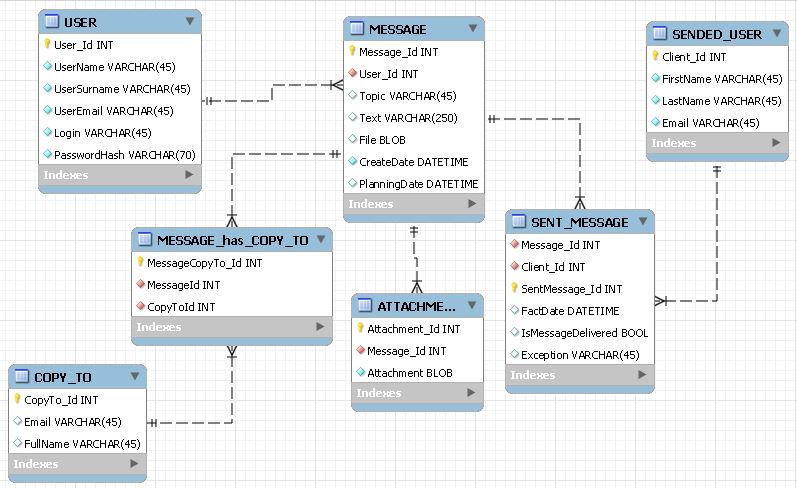 USER
User_Id INT
UserName VARCHAR(45)
UserSurname VARCHAR(45)
UserEmail VARCHAR(45)
Login VARCHAR(45)
PasswordHash VARCHAR(70)
Indexes
MESSAGE
Message_Id INT
User_Id INT
Topic VARCHAR(45)
Text VARCHAR(250)
File BLOB
CreateDate DATETIME
PlanningDate DATETIME
Indexes
SENDED_USER
Client_Id INT
FirstName VARCHAR(45)
LastName VARCHAR(45)
Email VARCHAR(45)
Indexes
MESSAGE_has_COPY_TO
MessageCopyTo_Id INT
MessageId INT
CopyToId INT
Indexes
SENT_MESSAGE
Message_Id INT
Client_Id INT
SentMessage_Id INT
FactDate DATETIME
IsMessageDelivered BOOL
Exception VARCHAR(45)
Indexes
ATTACHME...
Attachment_Id INT
Message_Id INT
Attachment BLOB
Indexes
COPY_TO
CopyTo_Id INT
Email VARCHAR(45)
FullName VARCHAR(45)
Indexes